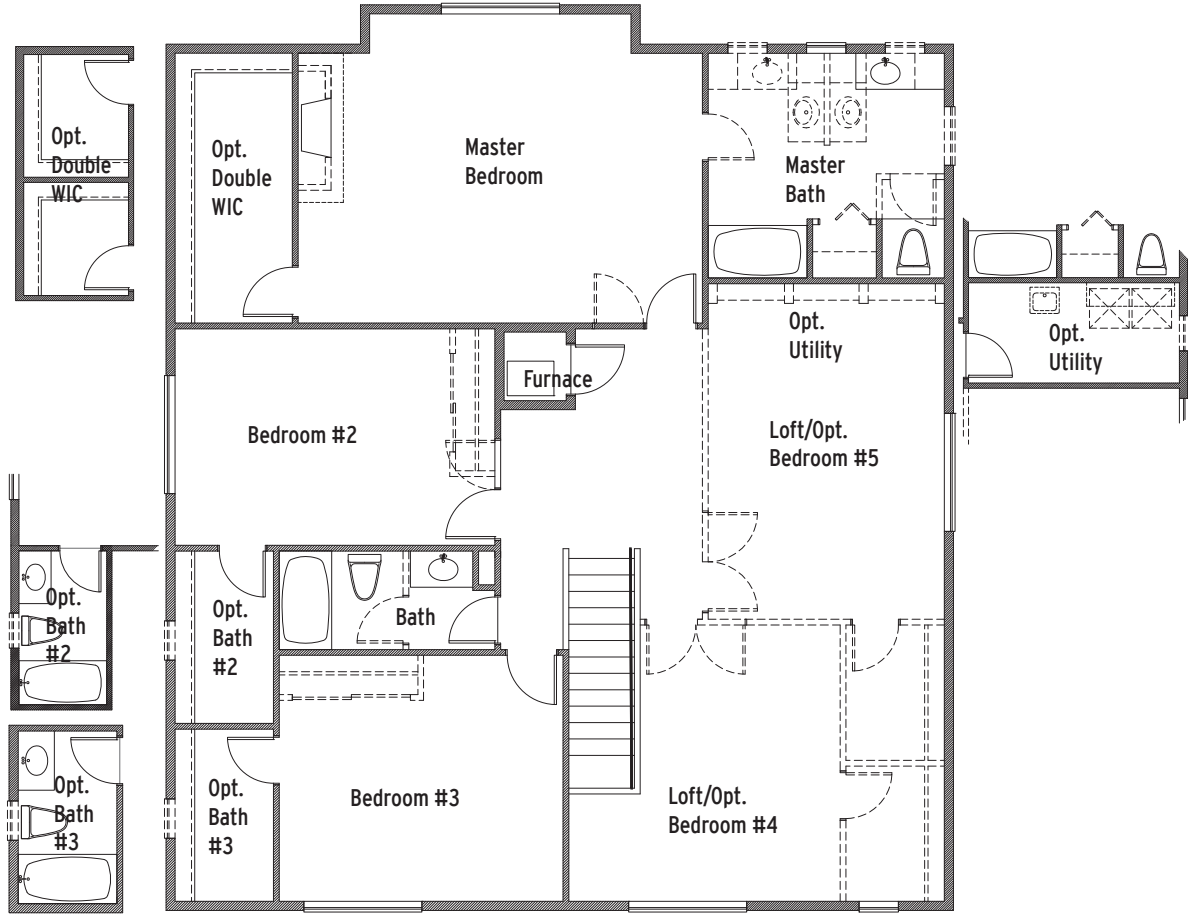 Opt.
Double
WIC
Opt.
Double
WIC
Master
Bedroom
Master
Bath
Opt.
Utility
Opt.
Utility
Furnace
Bedroom #2
Loft/Opt.
Bedroom #5
Opt.
Bath
#2
Opt.
Bath
#2
Bath
Opt.
Bath
#3
Opt.
Bath
#3
Bedroom #3
Loft/Opt.
Bedroom #4